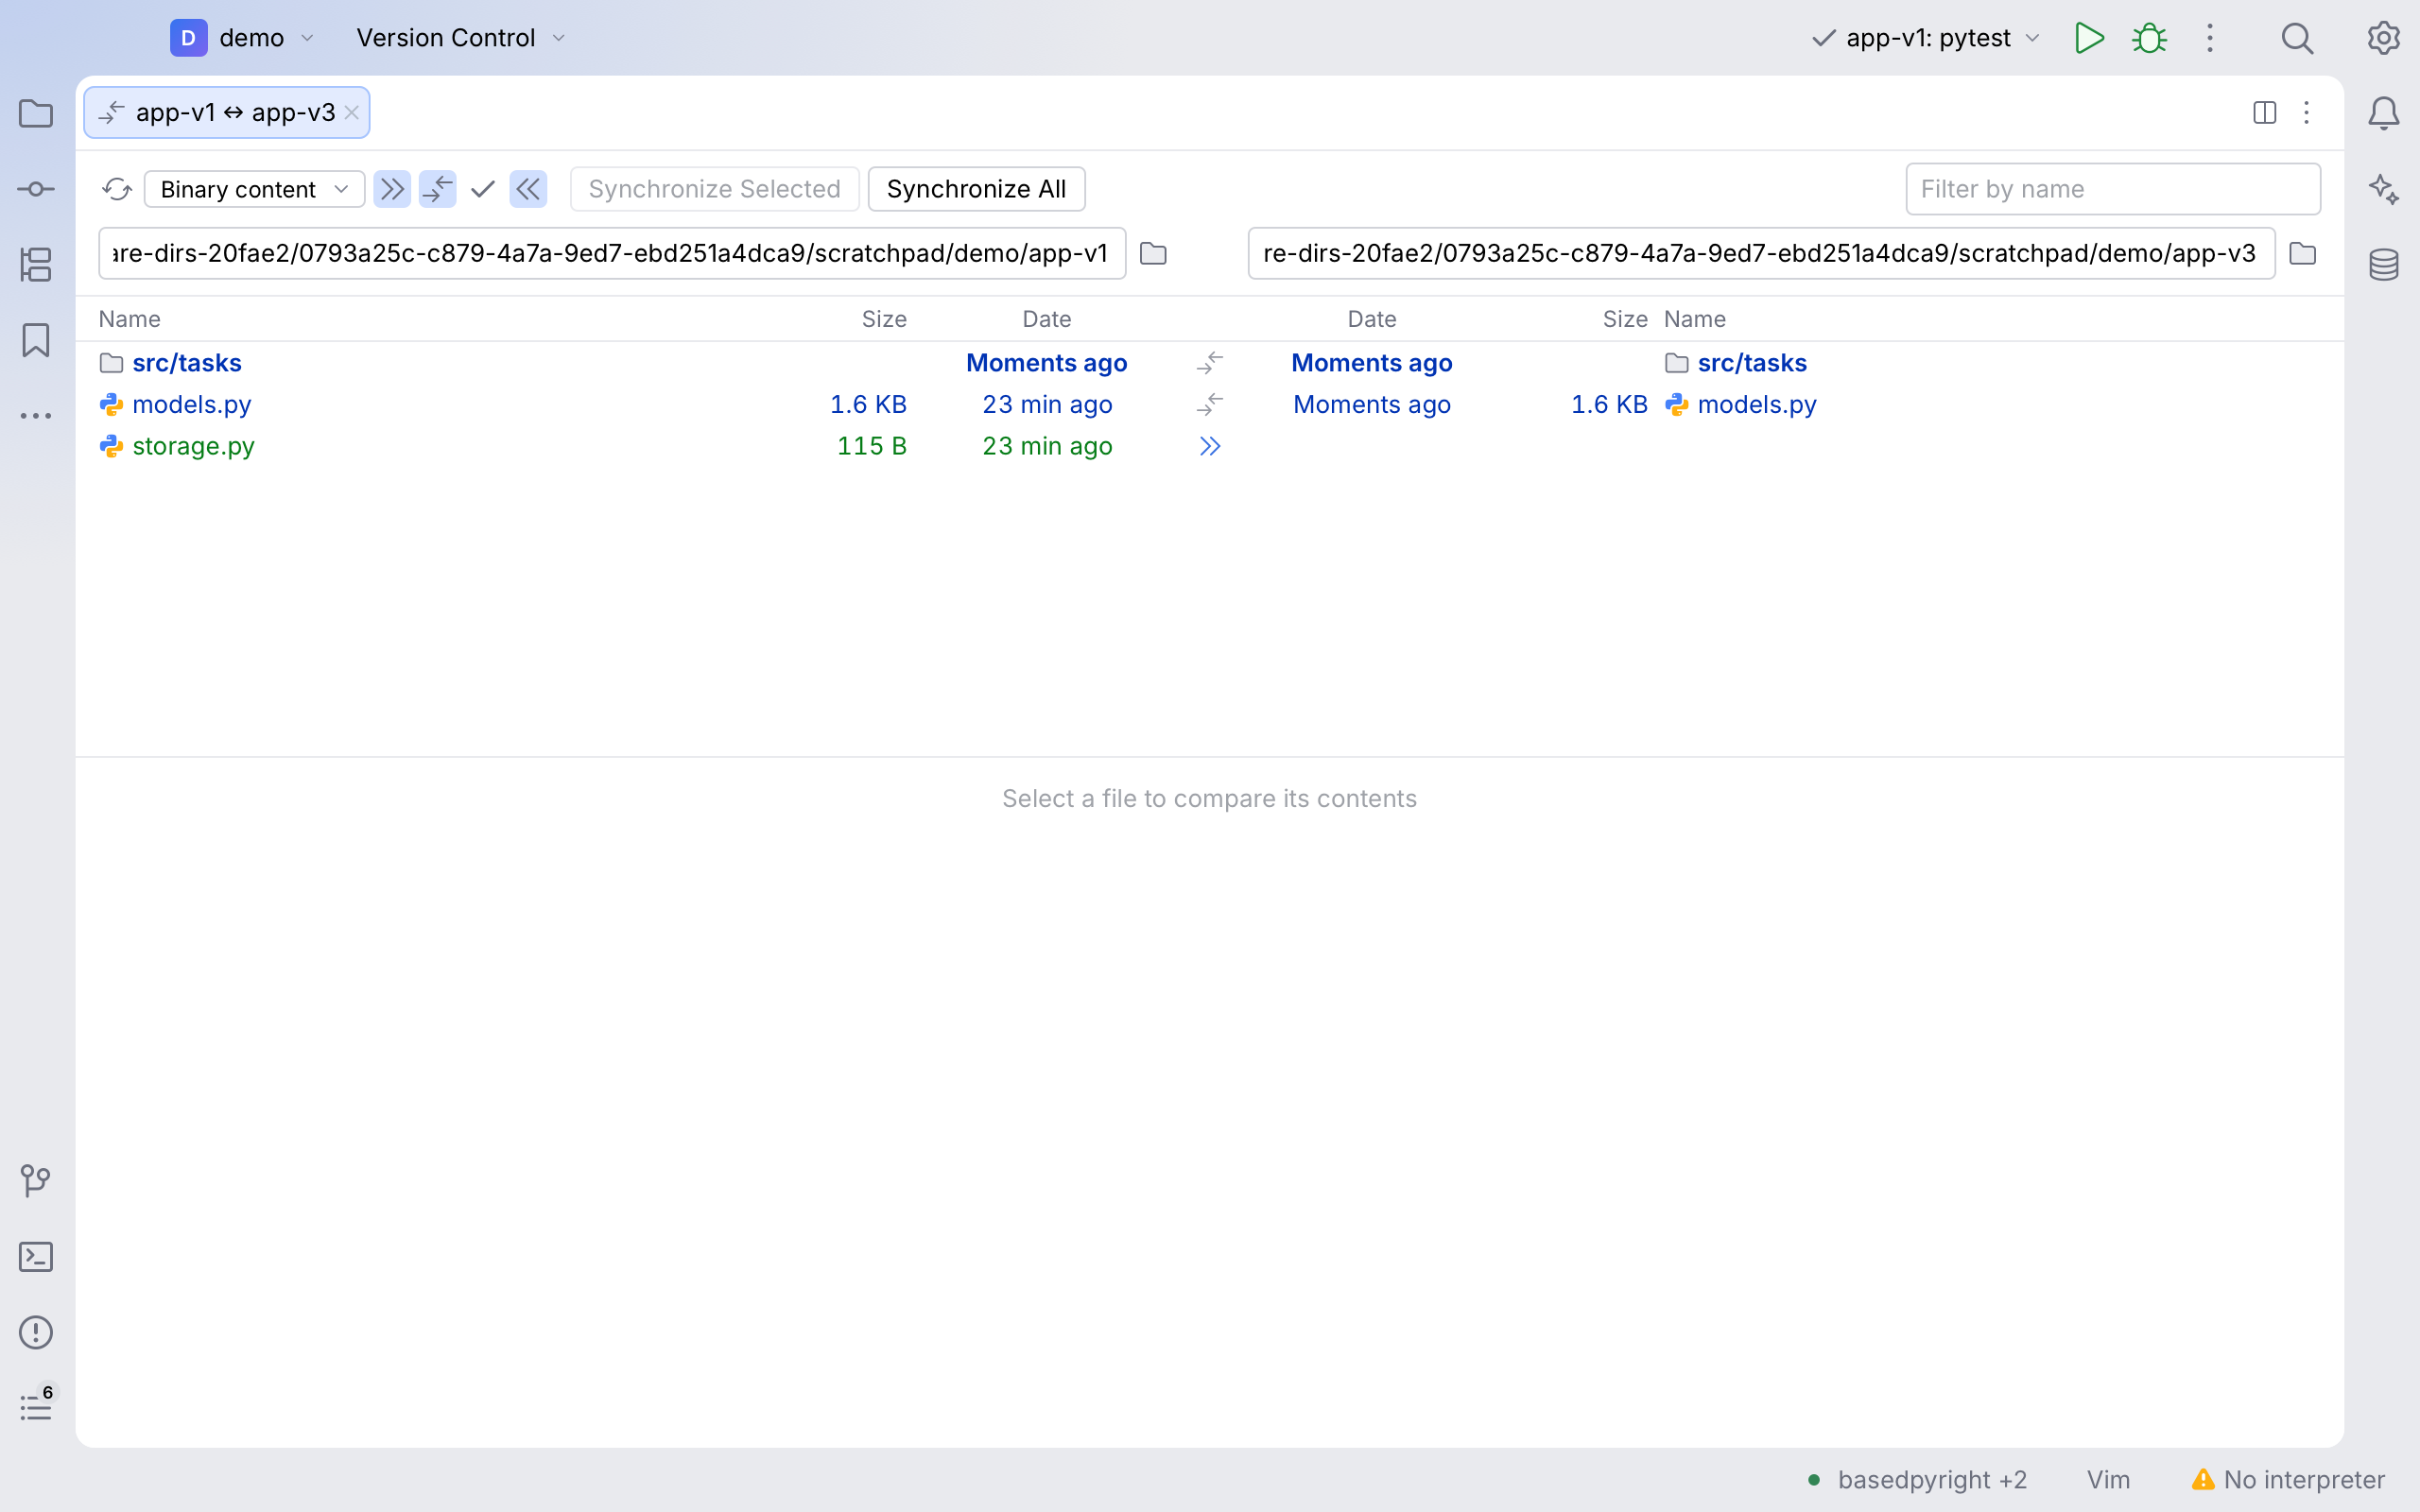 D demo Version Control app-v1: pytest
app-v1 ↔ app-v3
Binary content Synchronize Selected Synchronize All Filter by name
are-dirs-20fae2/0793a25c-c879-4a7a-9ed7-ebd251a4dca9/scratchpad/demo/app-v1 re-dirs-20fae2/0793a25c-c879-4a7a-9ed7-ebd251a4dca9/scratchpad/demo/app-v3
Name Size Date Date Size Name
src/tasks Moments ago Moments ago src/tasks
models.py 1.6 KB 23 min ago Moments ago 1.6 KB models.py
storage.py 115 B 23 min ago
Select a file to compare its contents
6
basedpyright +2 Vim No interpreter